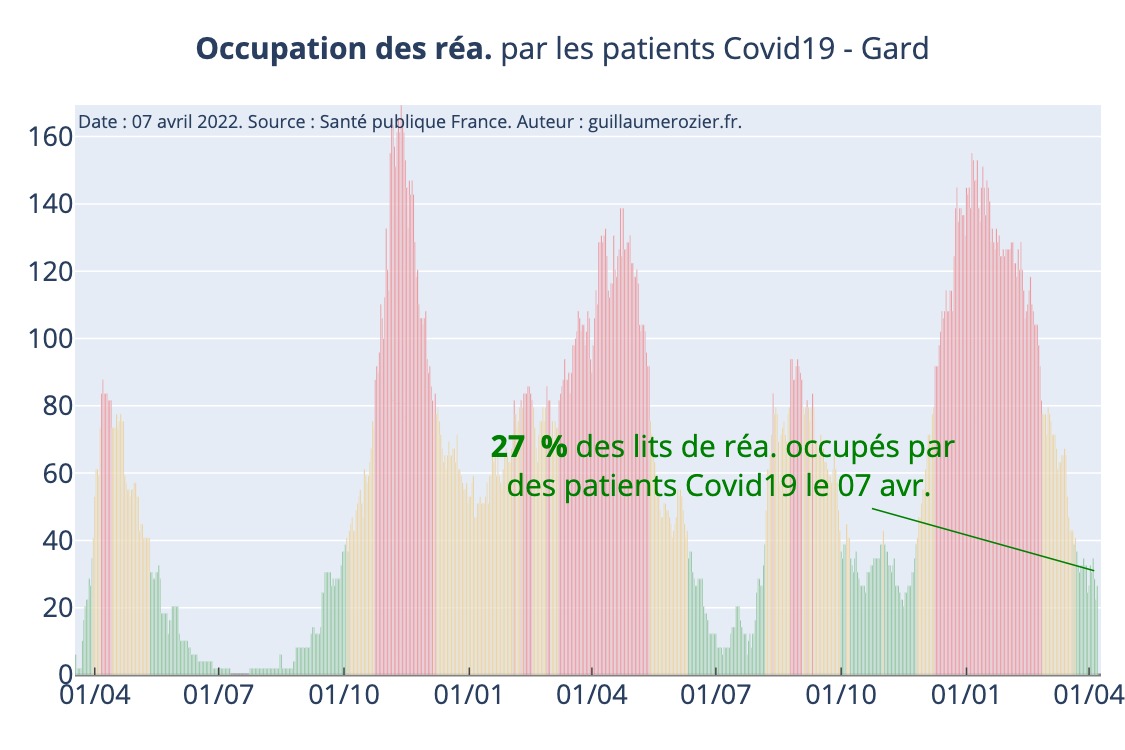 Occupation des réa. par les patients Covid19 - Gard
Date : 07 avril 2022. Source : Santé publique France. Auteur : guillaumerozier.fr.
160
140
120
100
80
60
40
20
0
27 % des lits de réa. occupés par
des patients Covid19 le 07 avr.
01/04 01/07 01/10 01/01 01/04 01/07 01/10 01/01 01/04